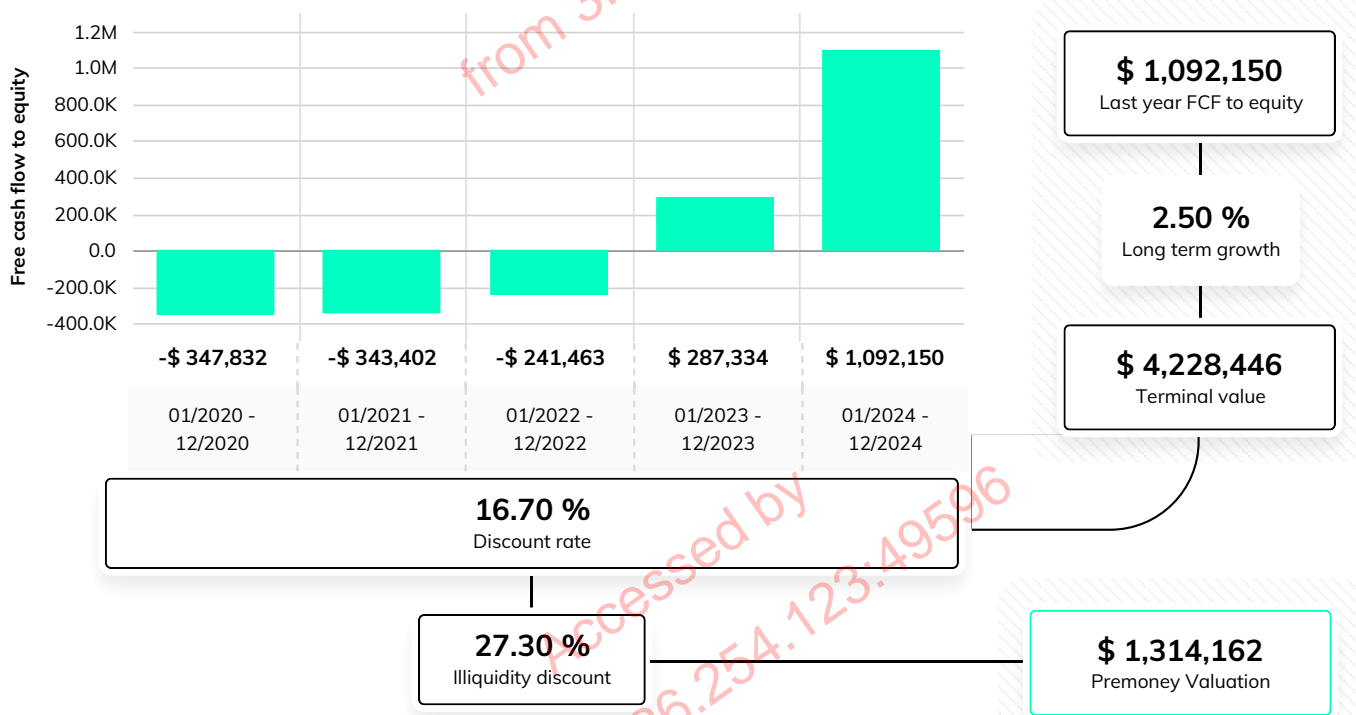 Free cash flow to equity
1.2M
1.0M
800.0K
600.0K
400.0K
200.0K
0.0
-200.0K
-400.0K
-$ 347,832
-$ 343,402
-$ 241,463
$ 287,334
$ 1,092,150
01/2020 -
12/2020
01/2021 -
12/2021
01/2022 -
12/2022
01/2023 -
12/2023
01/2024 -
12/2024
16.70 %
Discount rate
27.30 %
Illiquidity discount
$ 1,092,150
Last year FCF to equity
2.50 %
Long term growth
$ 4,228,446
Terminal value
$ 1,314,162
Premoney Valuation
from 3
Accessed by
6.254.123:49596